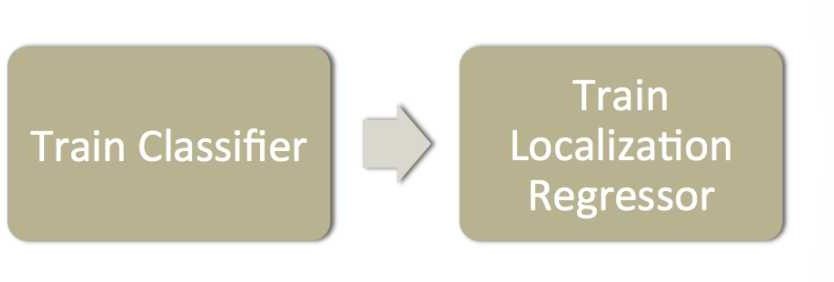 Train Classifier
Train
Localization
Regressor